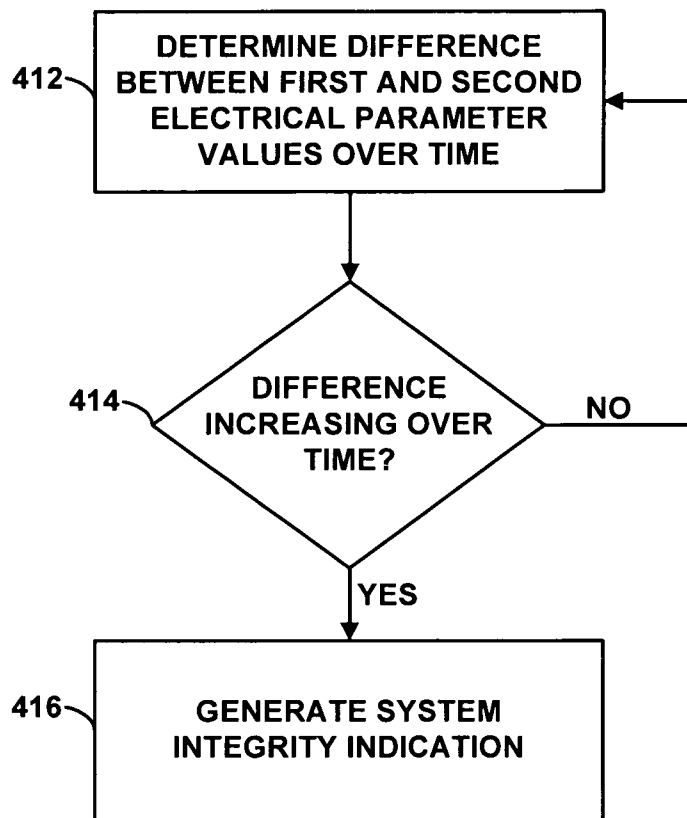 412
DETERMINE DIFFERENCE
BETWEEN FIRST AND SECOND
ELECTRICAL PARAMETER
VALUES OVER TIME
414
DIFFERENCE
INCREASING OVER
TIME?
NO
YES
416
GENERATE SYSTEM
INTEGRITY INDICATION